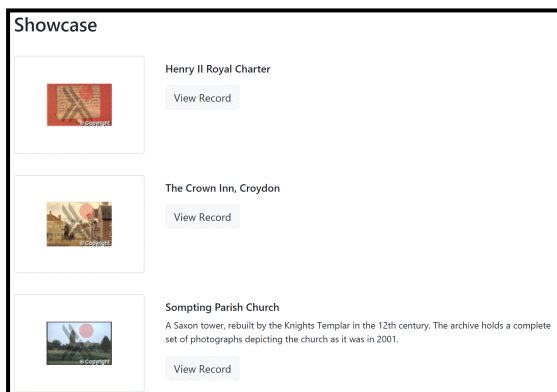 Showcase
Henry II Royal Charter
View Record
© Copyright
The Crown Inn, Croydon
View Record
© Copyright
Sompting Parish Church
A Saxon tower, rebuilt by the Knights Templar in the 12th century. The archive holds a complete
set of photographs depicting the church as it was in 2001.
View Record
© Copyright